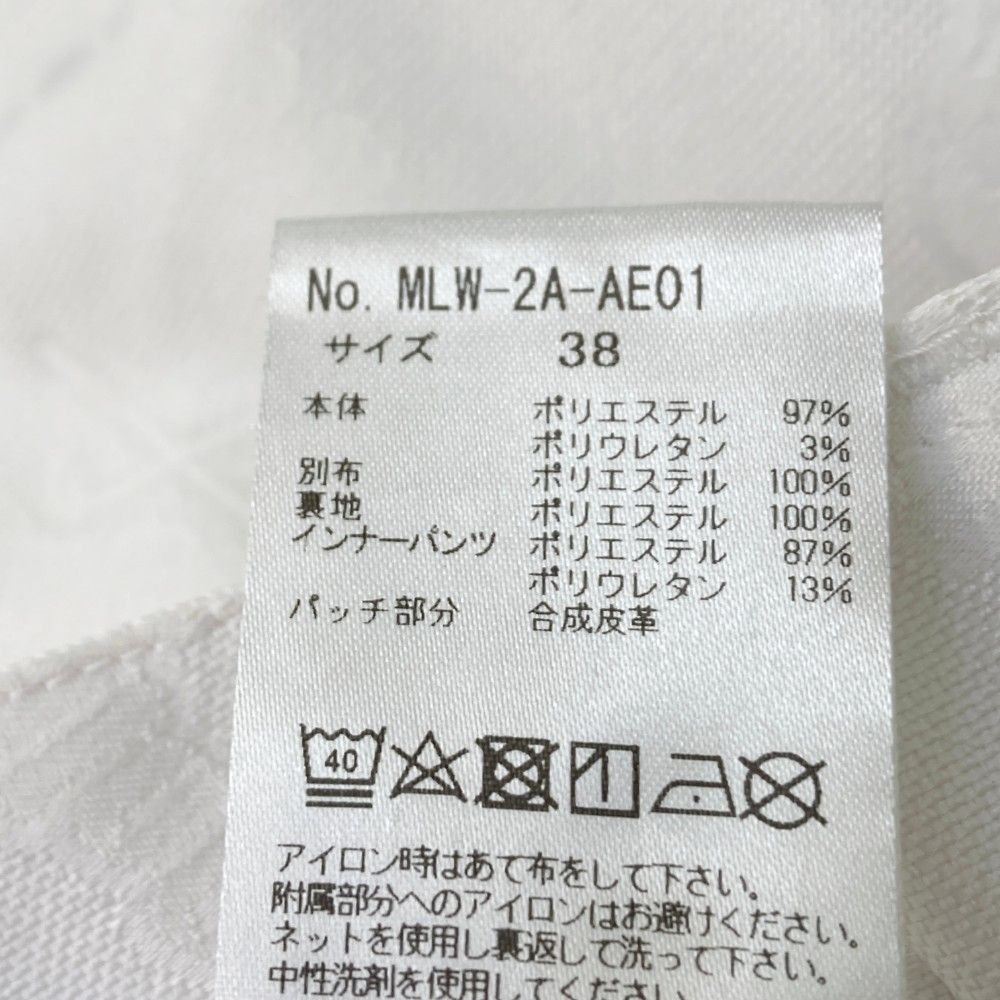 No. MLW-2A-AE01
サイズ 38
本体 ポリエステル 97%
ポリウレタン 3%
別布 ポリエステル 100%
裏地 ポリエステル 100%
インナーパンツ ポリエステル 87%
ポリウレタン 13%
パッチ部分 合成皮革
40
アイロン時はあて布をして下さい。
附属部分へのアイロンはお避けください。
ネットを使用し裏返して洗って下さい。
中性洗剤を使用してください。